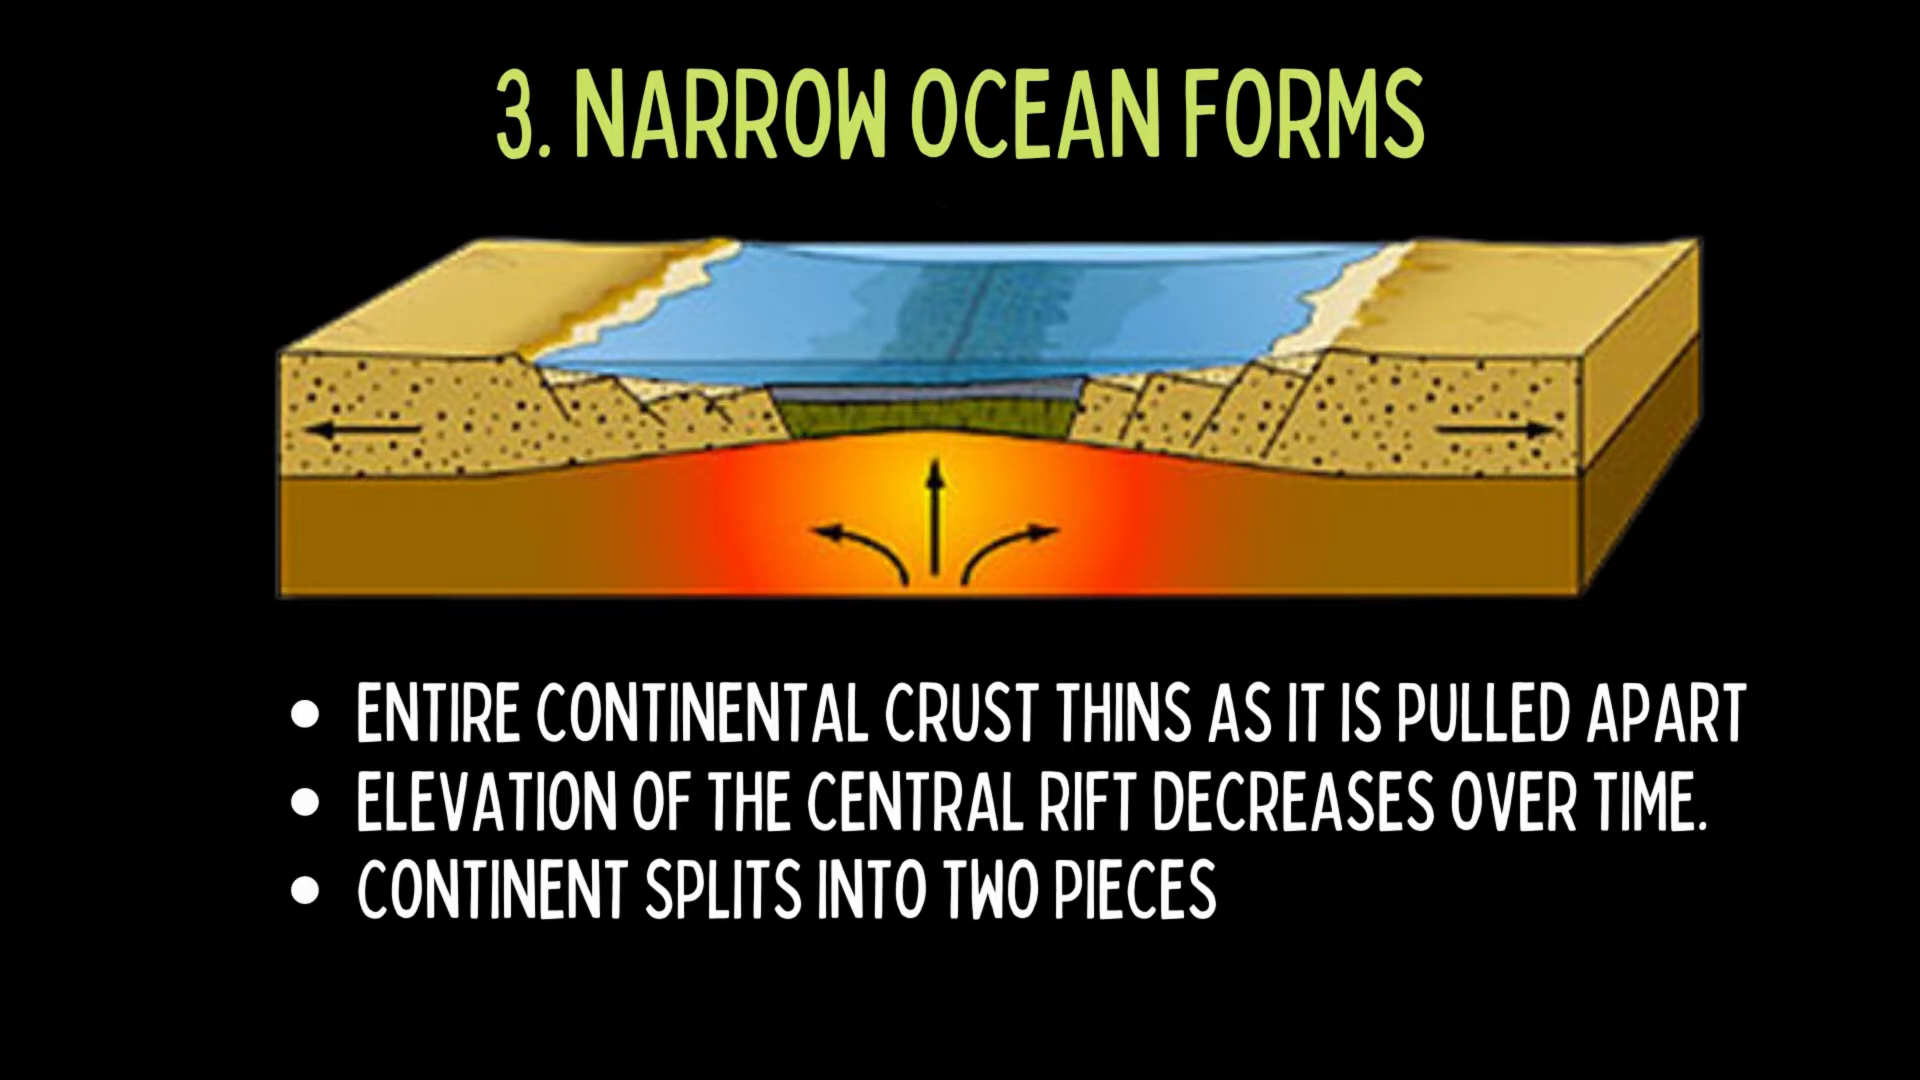 3. NARROW OCEAN FORMS
• ENTIRE CONTINENTAL CRUST THINS AS IT IS PULLED APART
• ELEVATION OF THE CENTRAL RIFT DECREASES OVER TIME.
• CONTINENT SPLITS INTO TWO PIECES